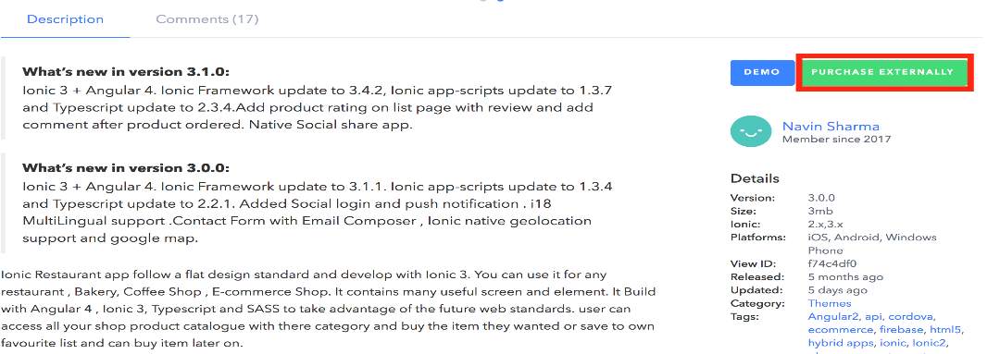 Description
Comments (17)
What's new in version 3.1.0:
Ionic 3 + Angular 4. Ionic Framework update to 3.4.2, Ionic app-scripts update to 1.3.7
and Typescript update to 2.3.4.Add product rating on list page with review and add
comment after product ordered. Native Social share app.
What's new in version 3.0.0:
Ionic 3 + Angular 4. Ionic Framework update to 3.1.1. Ionic app-scripts update to 1.3.4
and Typescript update to 2.2.1. Added Social login and push notification . i18
MultiLingual support .Contact Form with Email Composer , Ionic native geolocation
support and google map.
Ionic Restaurant app follow a flat design standard and develop with Ionic 3. You can use it for any
restaurant , Bakery, Coffee Shop , E-commerce Shop. It contains many useful screen and element. It Build
with Angular 4 , Ionic 3, Typescript and SASS to take advantage of the future web standards. user can
access all your shop product catalogue with there category and buy the item they wanted or save to own
favourite list and can buy item later on.
DEMO
PURCHASE EXTERNALLY
Navin Sharma
Member since 2017
Details
Version: 3.0.0
Size: 3mb
Ionic: 2.x,3.x
Platforms: iOS, Android, Windows
Phone
View ID: f74c4df0
Released: 5 months ago
Updated: 5 days ago
Category: Themes
Tags: Angular2, api, cordova,
ecommerce, firebase, html5,
hybrid apps, ionic, Ionic2,